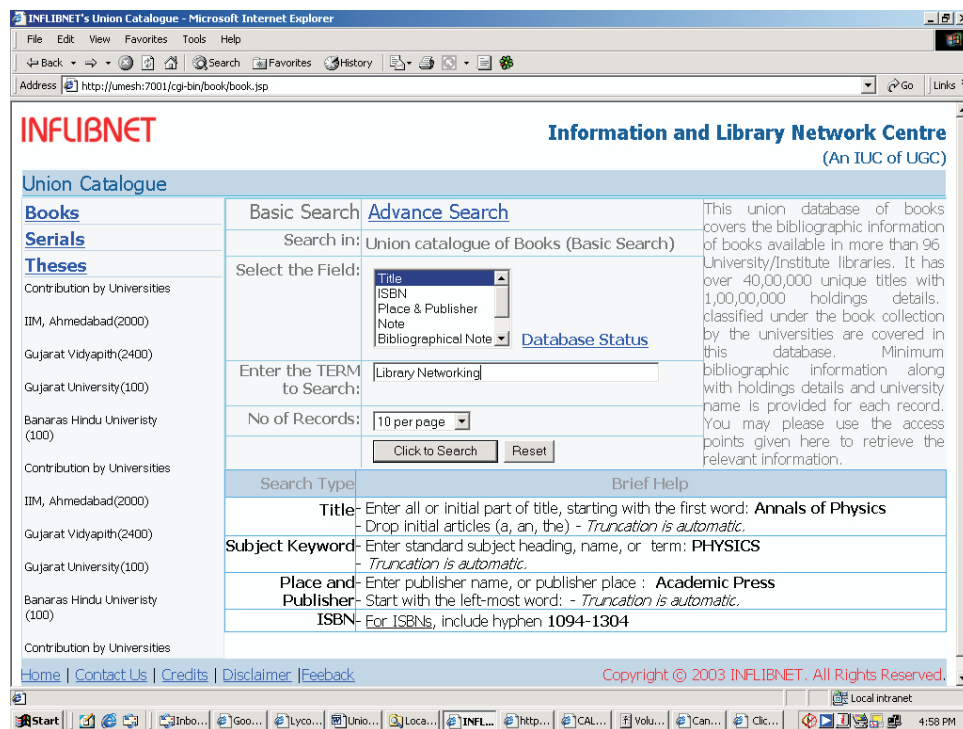 INFLIBNET's Union Catalogue - Microsoft Internet Explorer
File Edit View Favorites Tools Help
Back Search Favorites History
Address http://umesh:7001/cgi-bin/book/book.jsp Go Links
INFLIBNET
Information and Library Network Centre
(An IUC of UGC)
Union Catalogue
Books
Serials
Theses
Contribution by Universities
IIM, Ahmedabad(2000)
Gujarat Vidyapith(2400)
Gujarat University(100)
Banaras Hindu Univeristy
(100)
Contribution by Universities
IIM, Ahmedabad(2000)
Gujarat Vidyapith(2400)
Gujarat University(100)
Banaras Hindu Univeristy
(100)
Contribution by Universities
Basic Search Advance Search
Search in: Union catalogue of Books (Basic Search)
Select the Field:
Title
ISBN
Place & Publisher
Note
Bibliographical Note
Database Status
Enter the TERM
to Search:
Library Networking
No of Records: 10 per page
Click to Search Reset
This union database of books
covers the bibliographic information
of books available in more than 96
University/Institute libraries. It has
over 40,00,000 unique titles with
1,00,00,000 holdings details.
classified under the book collection
by the universities are covered in
this database. Minimum
bibliographic information along
with holdings details and university
name is provided for each record.
You may please use the access
points given here to retrieve the
relevant information.
Search Type Brief Help
Title - Enter all or initial part of title, starting with the first word: Annals of Physics
- Drop initial articles (a, an, the) - Truncation is automatic.
Subject Keyword - Enter standard subject heading, name, or term: PHYSICS
- Truncation is automatic.
Place and - Enter publisher name, or publisher place : Academic Press
Publisher - Start with the left-most word: - Truncation is automatic.
ISBN - For ISBNs, include hyphen 1094-1304
Home | Contact Us | Credits | Disclaimer |Feeback
Copyright © 2003 INFLIBNET. All Rights Reserved.
Local intranet
Start Inbo... Goo... Lyco... Unio... Loca... INFL... http... CAL... Volu... Can... Clic... 4:58 PM